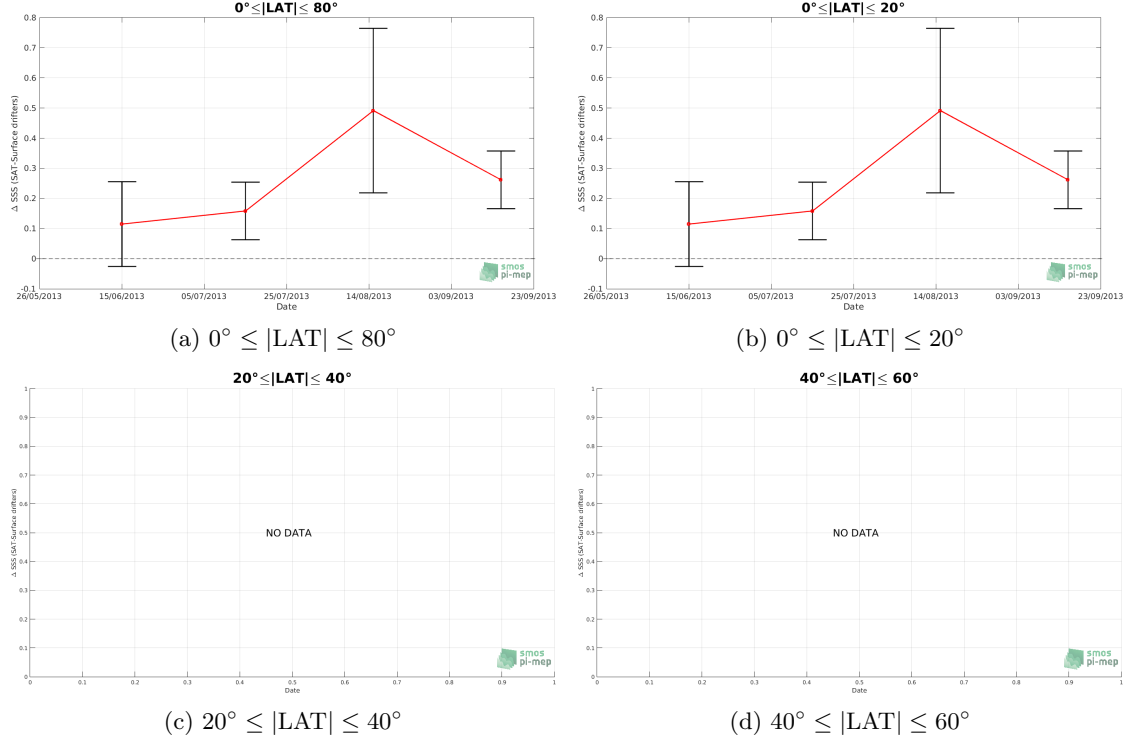 0°≤|LAT|≤ 80°
0.8
0.7
0.6
0.5
0.4
0.3
0.2
0.1
0
-0.1
Δ SSS (SAT-Surface drifters)
26/05/2013 15/06/2013 05/07/2013 25/07/2013 14/08/2013 03/09/2013 23/09/2013
Date
smos
pi-mep
(a) 0° ≤ |LAT| ≤ 80°
0°≤|LAT|≤ 20°
0.8
0.7
0.6
0.5
0.4
0.3
0.2
0.1
0
-0.1
Δ SSS (SAT-Surface drifters)
26/05/2013 15/06/2013 05/07/2013 25/07/2013 14/08/2013 03/09/2013 23/09/2013
Date
smos
pi-mep
(b) 0° ≤ |LAT| ≤ 20°
20°≤|LAT|≤ 40°
1
0.9
0.8
0.7
0.6
0.5
0.4
0.3
0.2
0.1
0
Δ SSS (SAT-Surface drifters)
NO DATA
0 0.1 0.2 0.3 0.4 0.5 0.6 0.7 0.8 0.9 1
Date
smos
pi-mep
(c) 20° ≤ |LAT| ≤ 40°
40°≤|LAT|≤ 60°
1
0.9
0.8
0.7
0.6
0.5
0.4
0.3
0.2
0.1
0
Δ SSS (SAT-Surface drifters)
NO DATA
0 0.1 0.2 0.3 0.4 0.5 0.6 0.7 0.8 0.9 1
Date
smos
pi-mep
(d) 40° ≤ |LAT| ≤ 60°